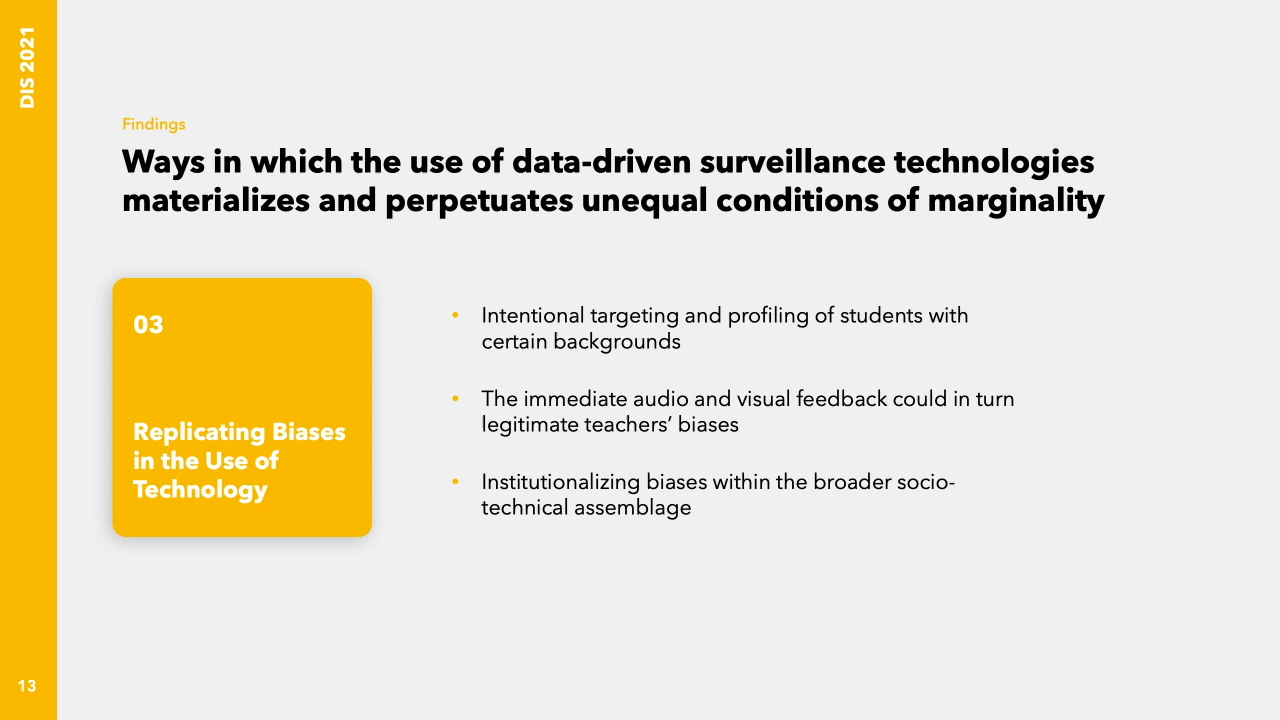 DIS 2021
Findings
Ways in which the use of data-driven surveillance technologies
materializes and perpetuates unequal conditions of marginality
03
Replicating Biases
in the Use of
Technology
• Intentional targeting and profiling of students with
certain backgrounds
• The immediate audio and visual feedback could in turn
legitimate teachers’ biases
• Institutionalizing biases within the broader socio-
technical assemblage
13